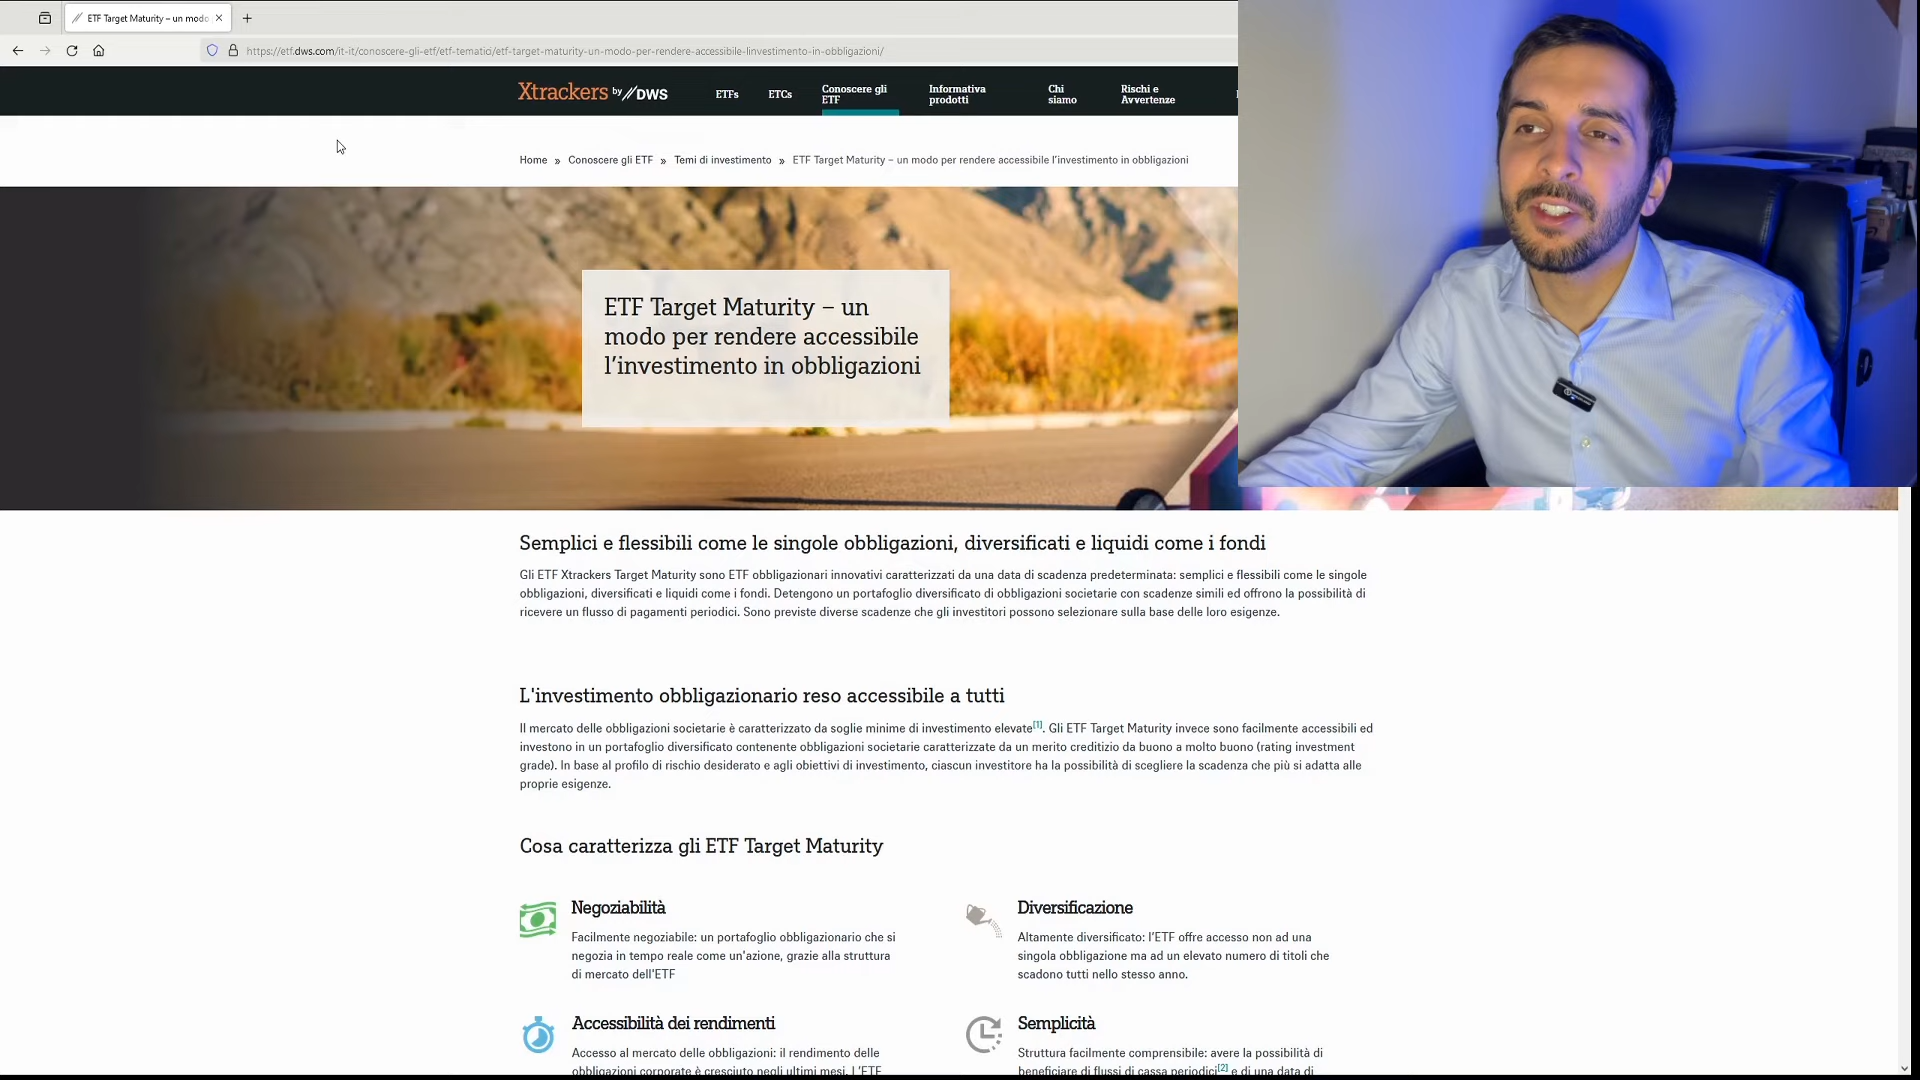 ETF Target Maturity – un modo
https://etf.dws.com/it-it/conoscere-gli-etf/etf-tematici/etf-target-maturity-un-modo-per-rendere-accessibile-linvestimento-in-obbligazioni/
Xtrackers by //DWS
ETFs
ETCs
Conoscere gli
ETF
Informativa
prodotti
Chi
siamo
Rischi e
Avvertenze
Home » Conoscere gli ETF » Temi di investimento » ETF Target Maturity – un modo per rendere accessibile l’investimento in obbligazioni
ETF Target Maturity – un
modo per rendere accessibile
l’investimento in obbligazioni
Semplici e flessibili come le singole obbligazioni, diversificati e liquidi come i fondi
Gli ETF Xtrackers Target Maturity sono ETF obbligazionari innovativi caratterizzati da una data di scadenza predeterminata: semplici e flessibili come le singole
obbligazioni, diversificati e liquidi come i fondi. Detengono un portafoglio diversificato di obbligazioni societarie con scadenze simili ed offrono la possibilità di
ricevere un flusso di pagamenti periodici. Sono previste diverse scadenze che gli investitori possono selezionare sulla base delle loro esigenze.
L'investimento obbligazionario reso accessibile a tutti
Il mercato delle obbligazioni societarie è caratterizzato da soglie minime di investimento elevate[1]. Gli ETF Target Maturity invece sono facilmente accessibili ed
investono in un portafoglio diversificato contenente obbligazioni societarie caratterizzate da un merito creditizio da buono a molto buono (rating investment
grade). In base al profilo di rischio desiderato e agli obiettivi di investimento, ciascun investitore ha la possibilità di scegliere la scadenza che più si adatta alle
proprie esigenze.
Cosa caratterizza gli ETF Target Maturity
Negoziabilità
Facilmente negoziabile: un portafoglio obbligazionario che si
negozia in tempo reale come un'azione, grazie alla struttura
di mercato dell'ETF
Diversificazione
Altamente diversificato: l’ETF offre accesso non ad una
singola obbligazione ma ad un elevato numero di titoli che
scadono tutti nello stesso anno.
Accessibilità dei rendimenti
Accesso al mercato delle obbligazioni: il rendimento delle
obbligazioni corporate è cresciuto negli ultimi mesi. L’ETF
Semplicità
Struttura facilmente comprensibile: avere la possibilità di
beneficiare di flussi di cassa periodici[2] e di una data di